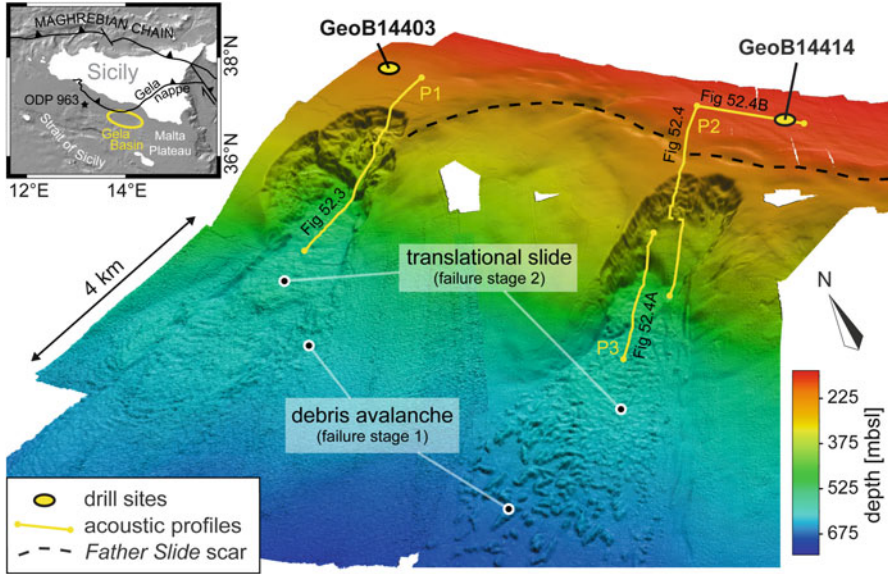 MAGHREBIAN CHAIN
38°N
Sicily
Gela
nappe
ODP 963
Gela
Basin
Malta
Plateau
Strait of Sicily
36°N
12°E
14°E
GeoB14403
GeoB14414
P1
Fig 52.4B
P2
Fig 52.4
Fig 52.3
4 km
translational slide
(failure stage 2)
N
P3
Fig 52.4A
debris avalanche
(failure stage 1)
225
375
525
675
depth [mbsl]
drill sites
acoustic profiles
Father Slide scar